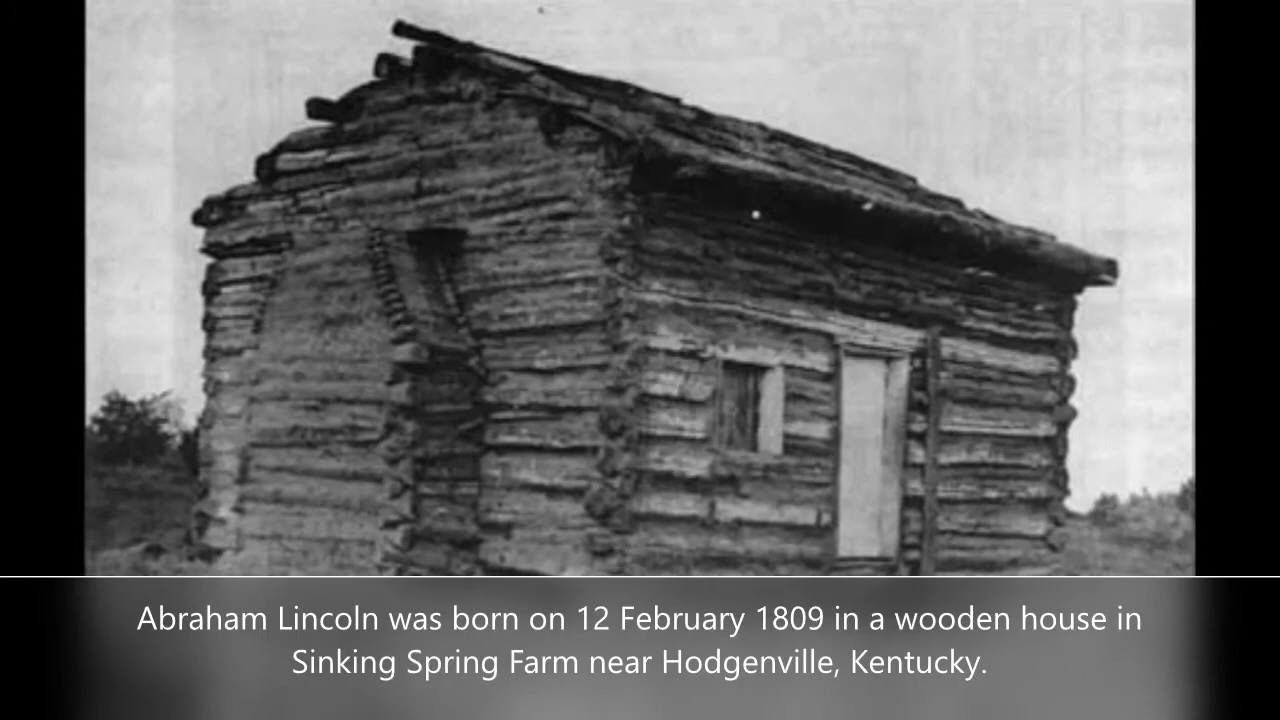 Abraham Lincoln was born on 12 February 1809 in a wooden house in
Sinking Spring Farm near Hodgenville, Kentucky.